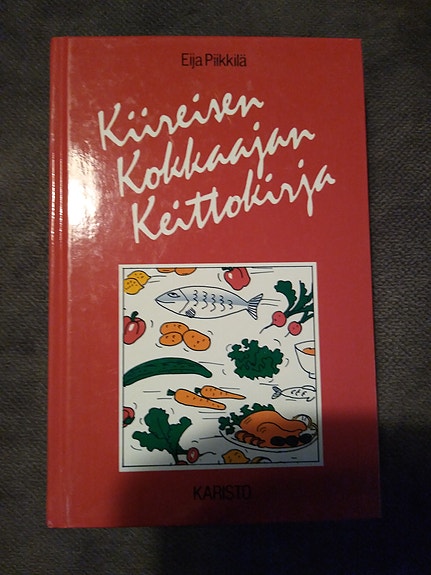 Eija Piikkilä
Kiireisen
Kokkaajan
Keittokirja
KARISTO